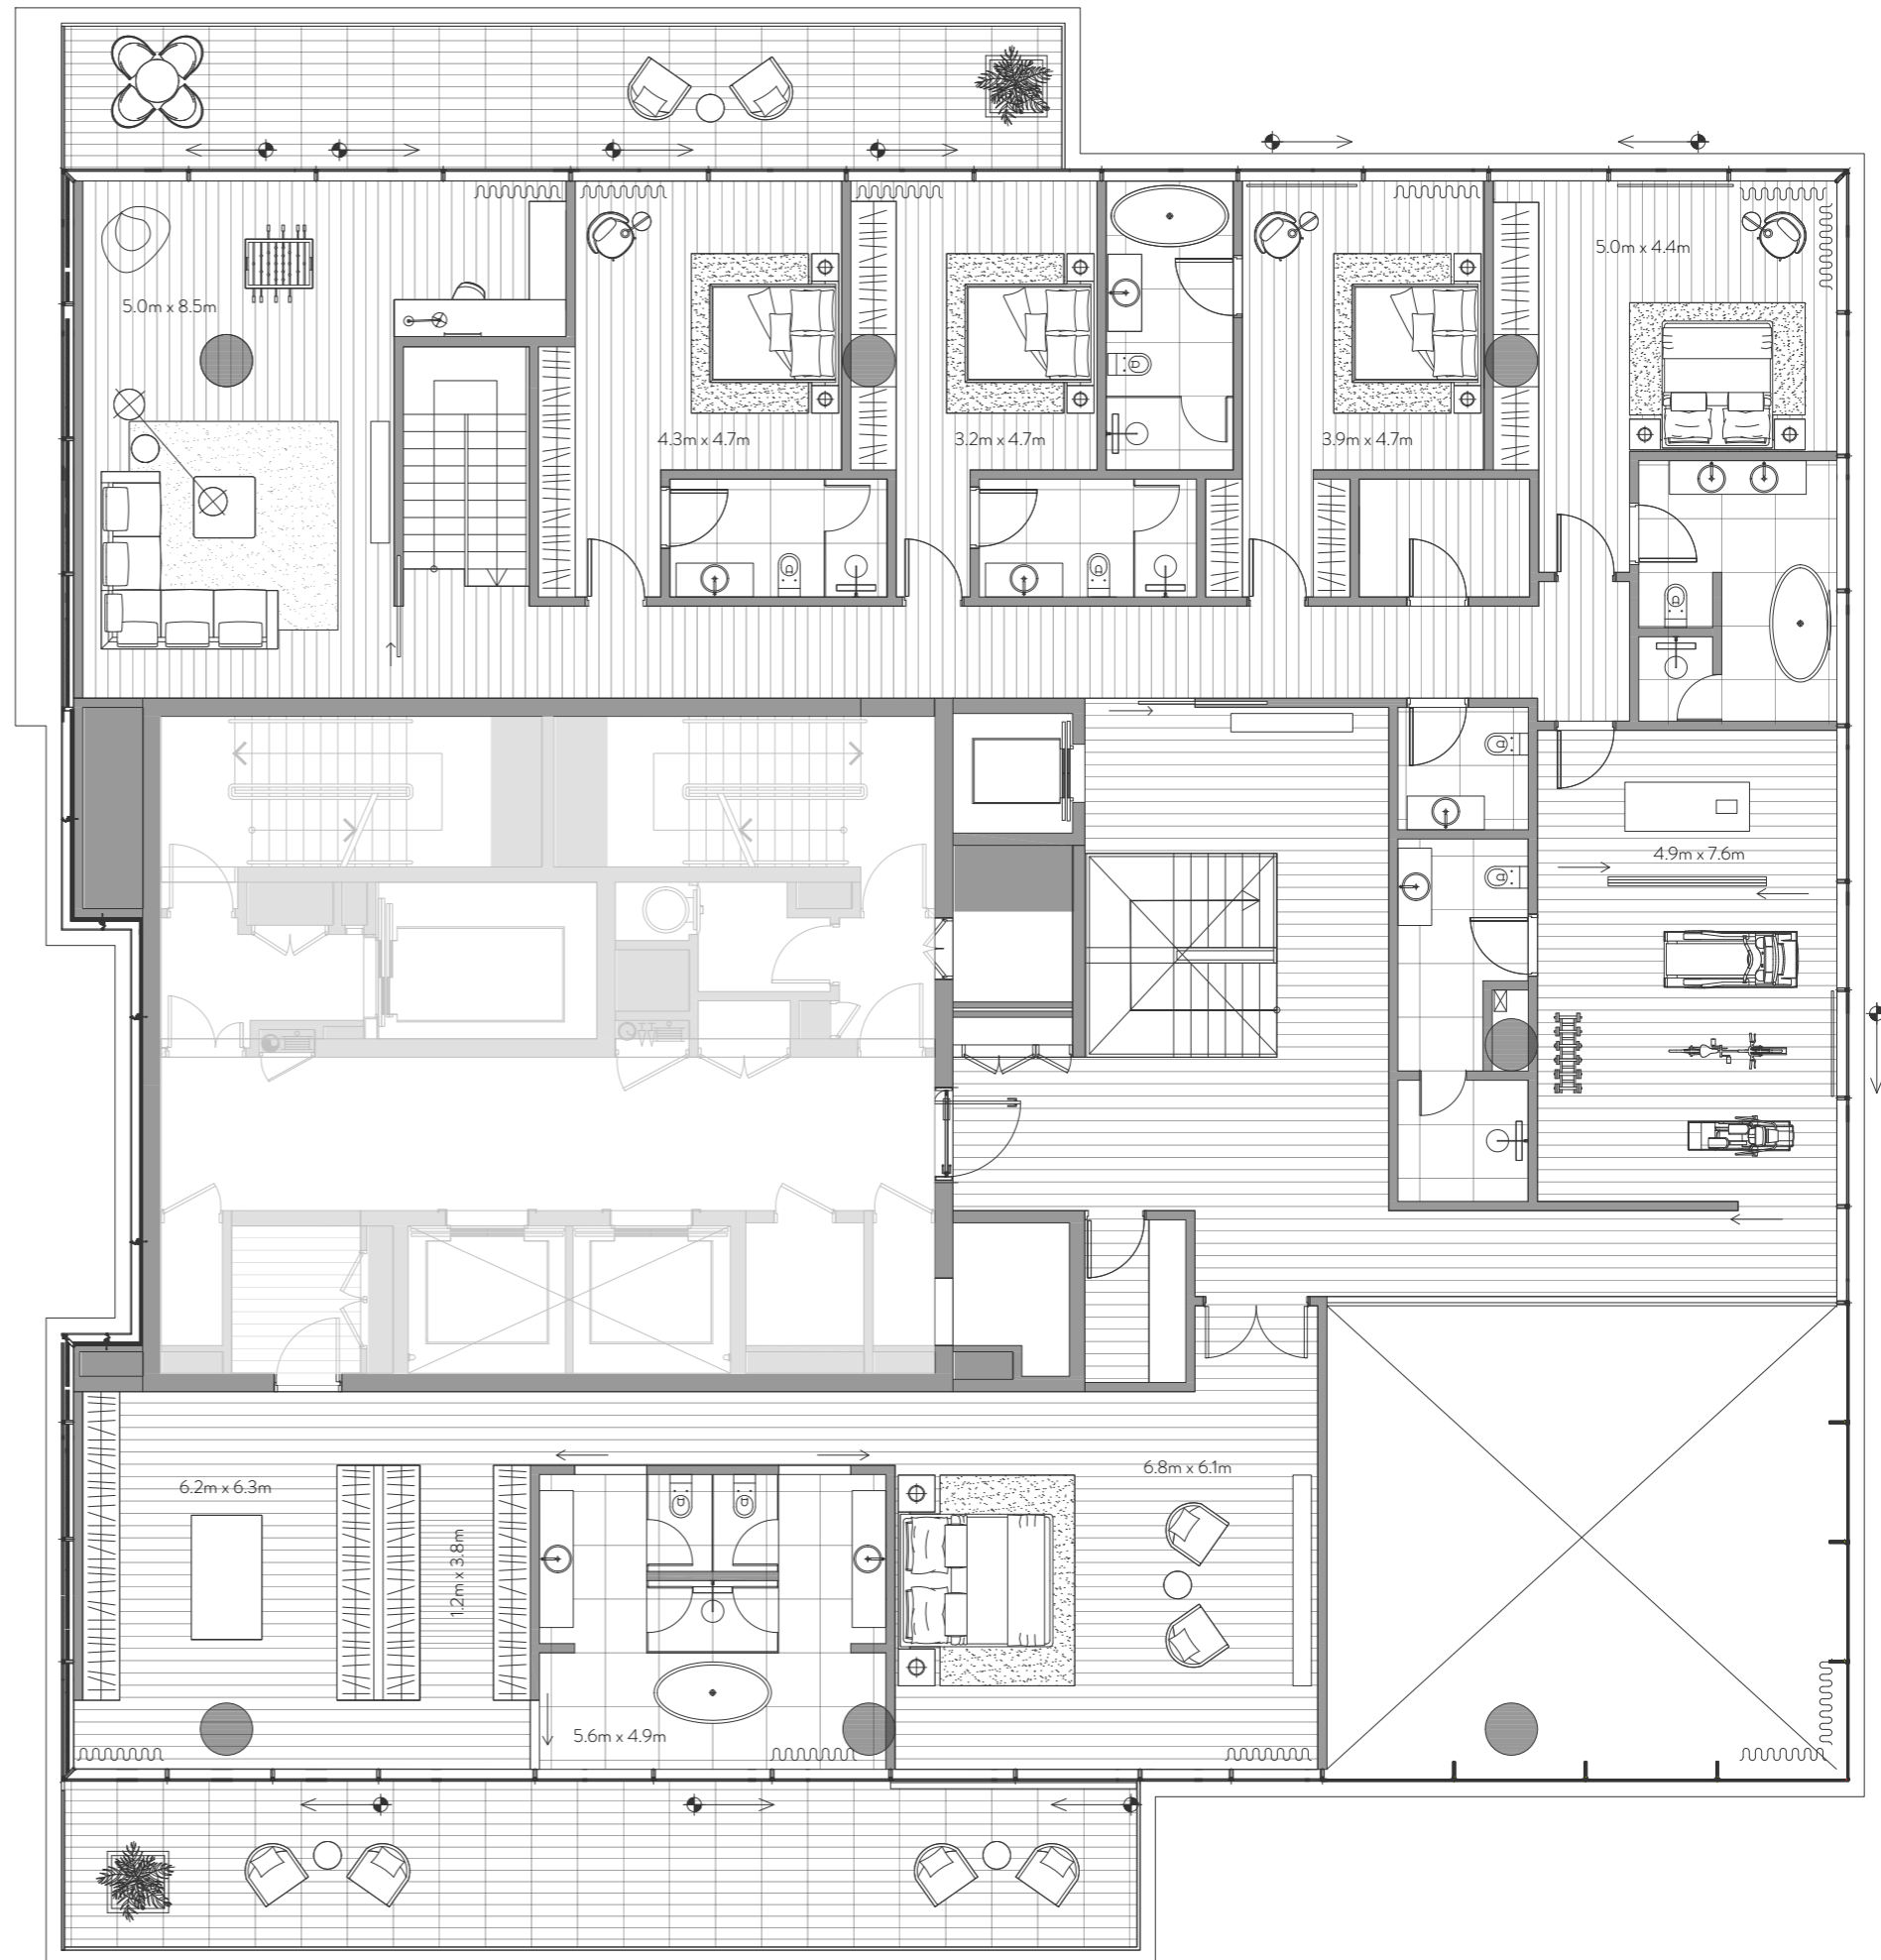 5.0m x 4.4m
5.0m x 8.5m
4.3m x 4.7m
3.2m x 4.7m
3.9m x 4.7m
4.9m x 7.6m
6.8m x 6.1m
6.2m x 6.3m
1.2m x 3.8m
5.6m x 4.9m